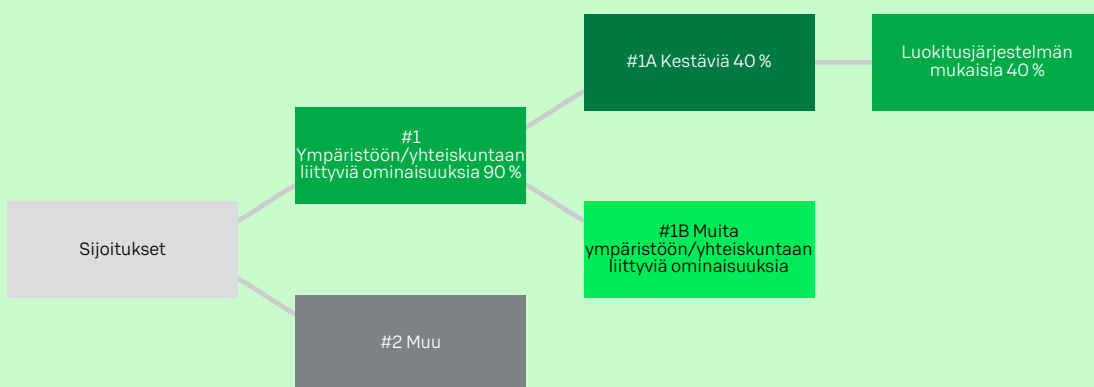 #1A Kestäviä 40 %
Luokitusjärjestelmän
mukaisia 40 %
#1
Ympäristöön/yhteiskuntaan
liittyviä ominaisuuksia 90 %
Sijoitukset
#1B Muita
ympäristöön/yhteiskuntaan
liittyviä ominaisuuksia
#2 Muu